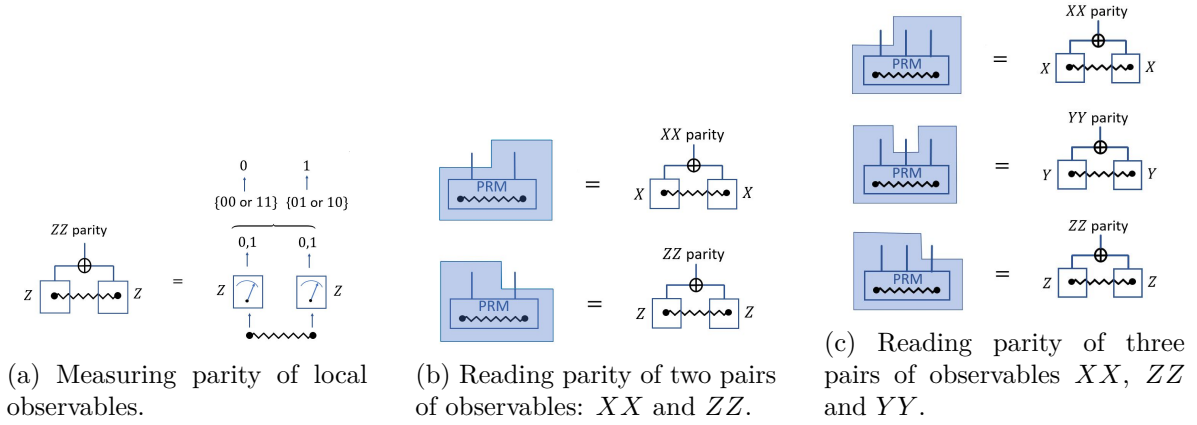 0 1
{00 or 11} {01 or 10}
0,1 0,1
ZZ parity
Z Z = Z Z
(a) Measuring parity of local
observables.
PRM = XX parity
X X
PRM = ZZ parity
Z Z
(b) Reading parity of two pairs
of observables: XX and ZZ.
PRM = XX parity
X X
PRM = YY parity
Y Y
PRM = ZZ parity
Z Z
(c) Reading parity of three
pairs of observables XX, ZZ
and YY.